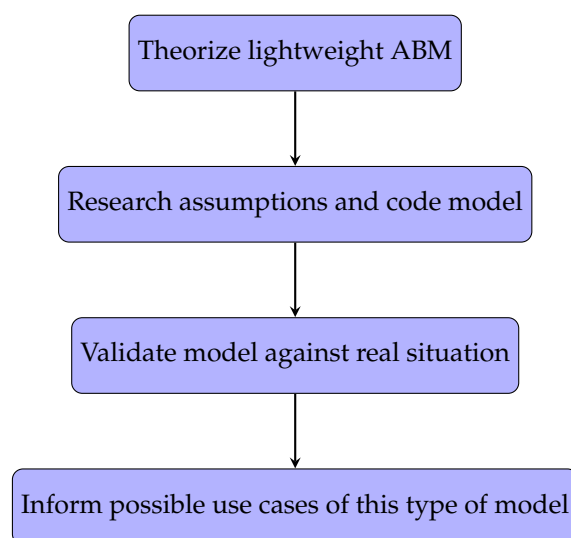 Theorize lightweight ABM
Research assumptions and code model
Validate model against real situation
Inform possible use cases of this type of model